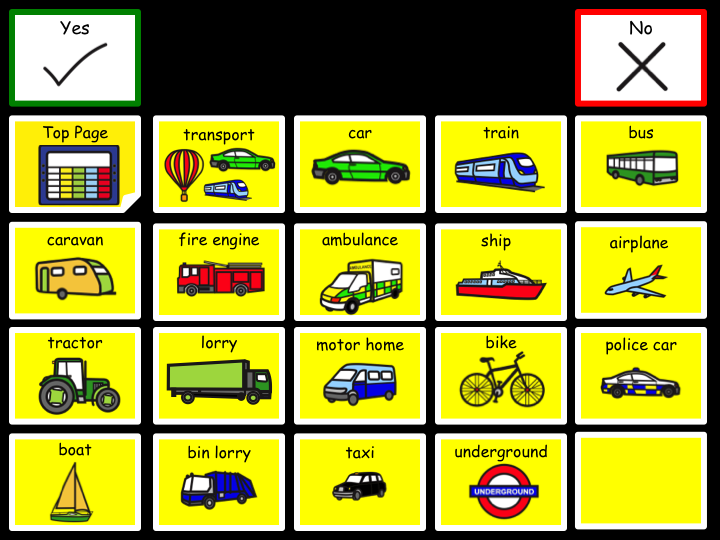 Yes
No
Top Page
transport
car
train
bus
caravan
fire engine
ambulance
AMBULANCE
ship
airplane
tractor
lorry
motor home
bike
police car
boat
bin lorry
taxi
underground
UNDERGROUND